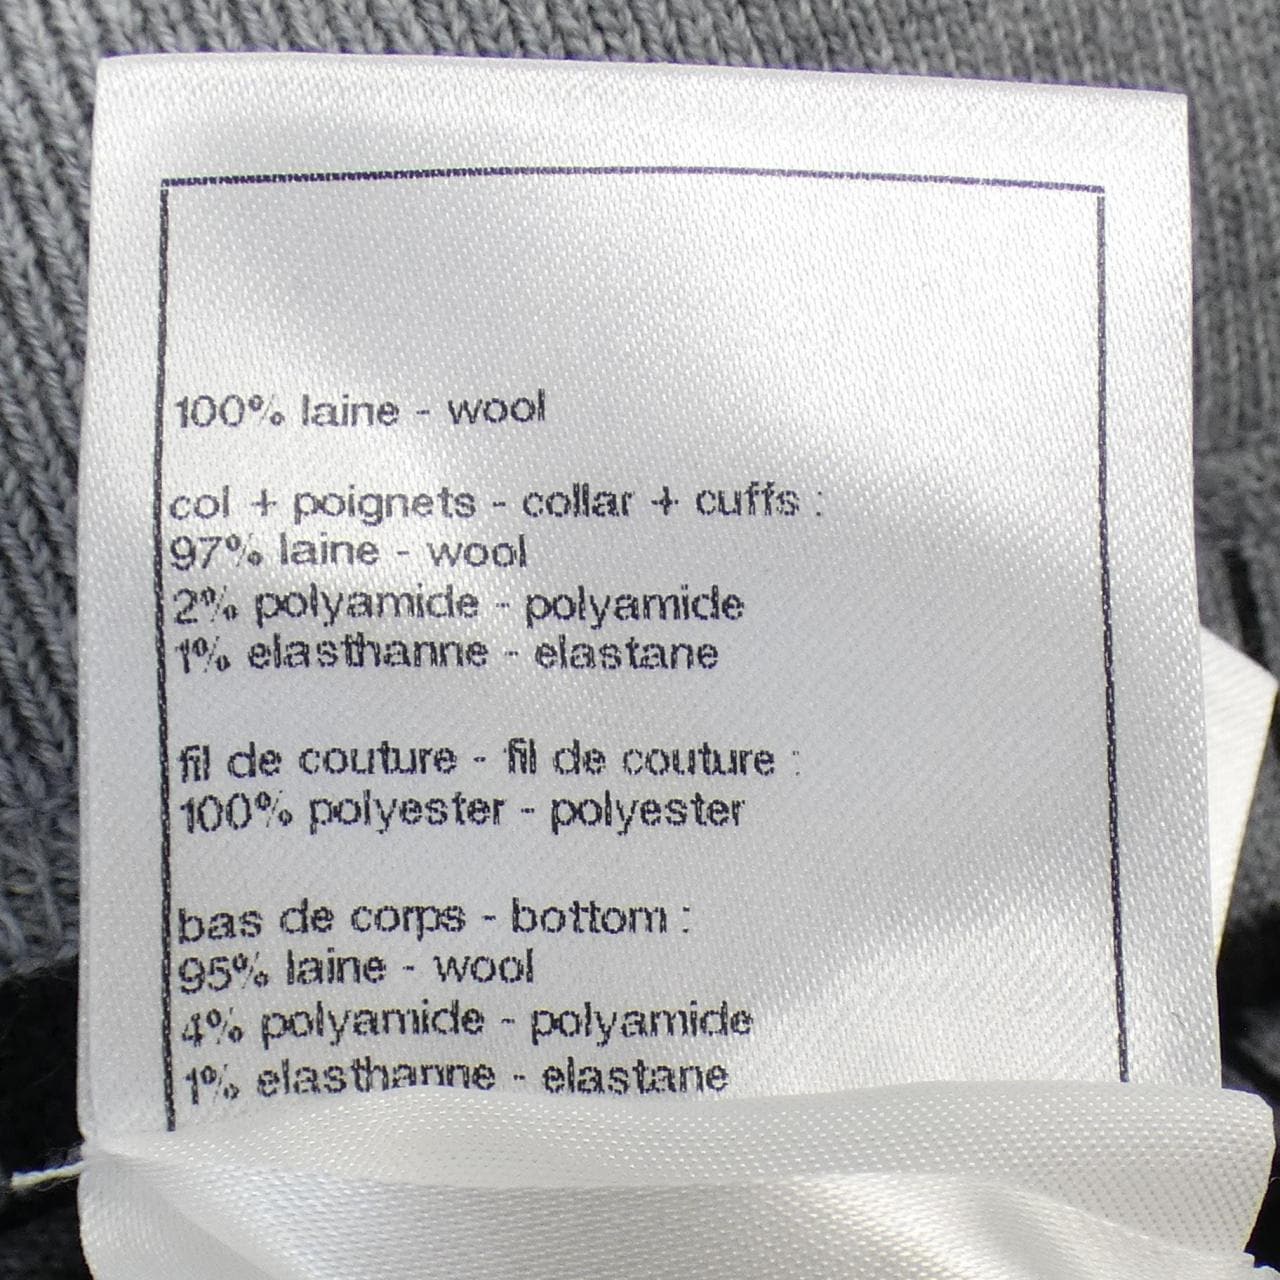 100% laine - wool
col + poignets - collar + cuffs :
97% laine - wool
2% polyamide - polyamide
1% elasthanne - elastane
fil de couture - fil de couture :
100% polyester - polyester
bas de corps - bottom :
95% laine - wool
4% polyamide - polyamide
1% elasthanne - elastane